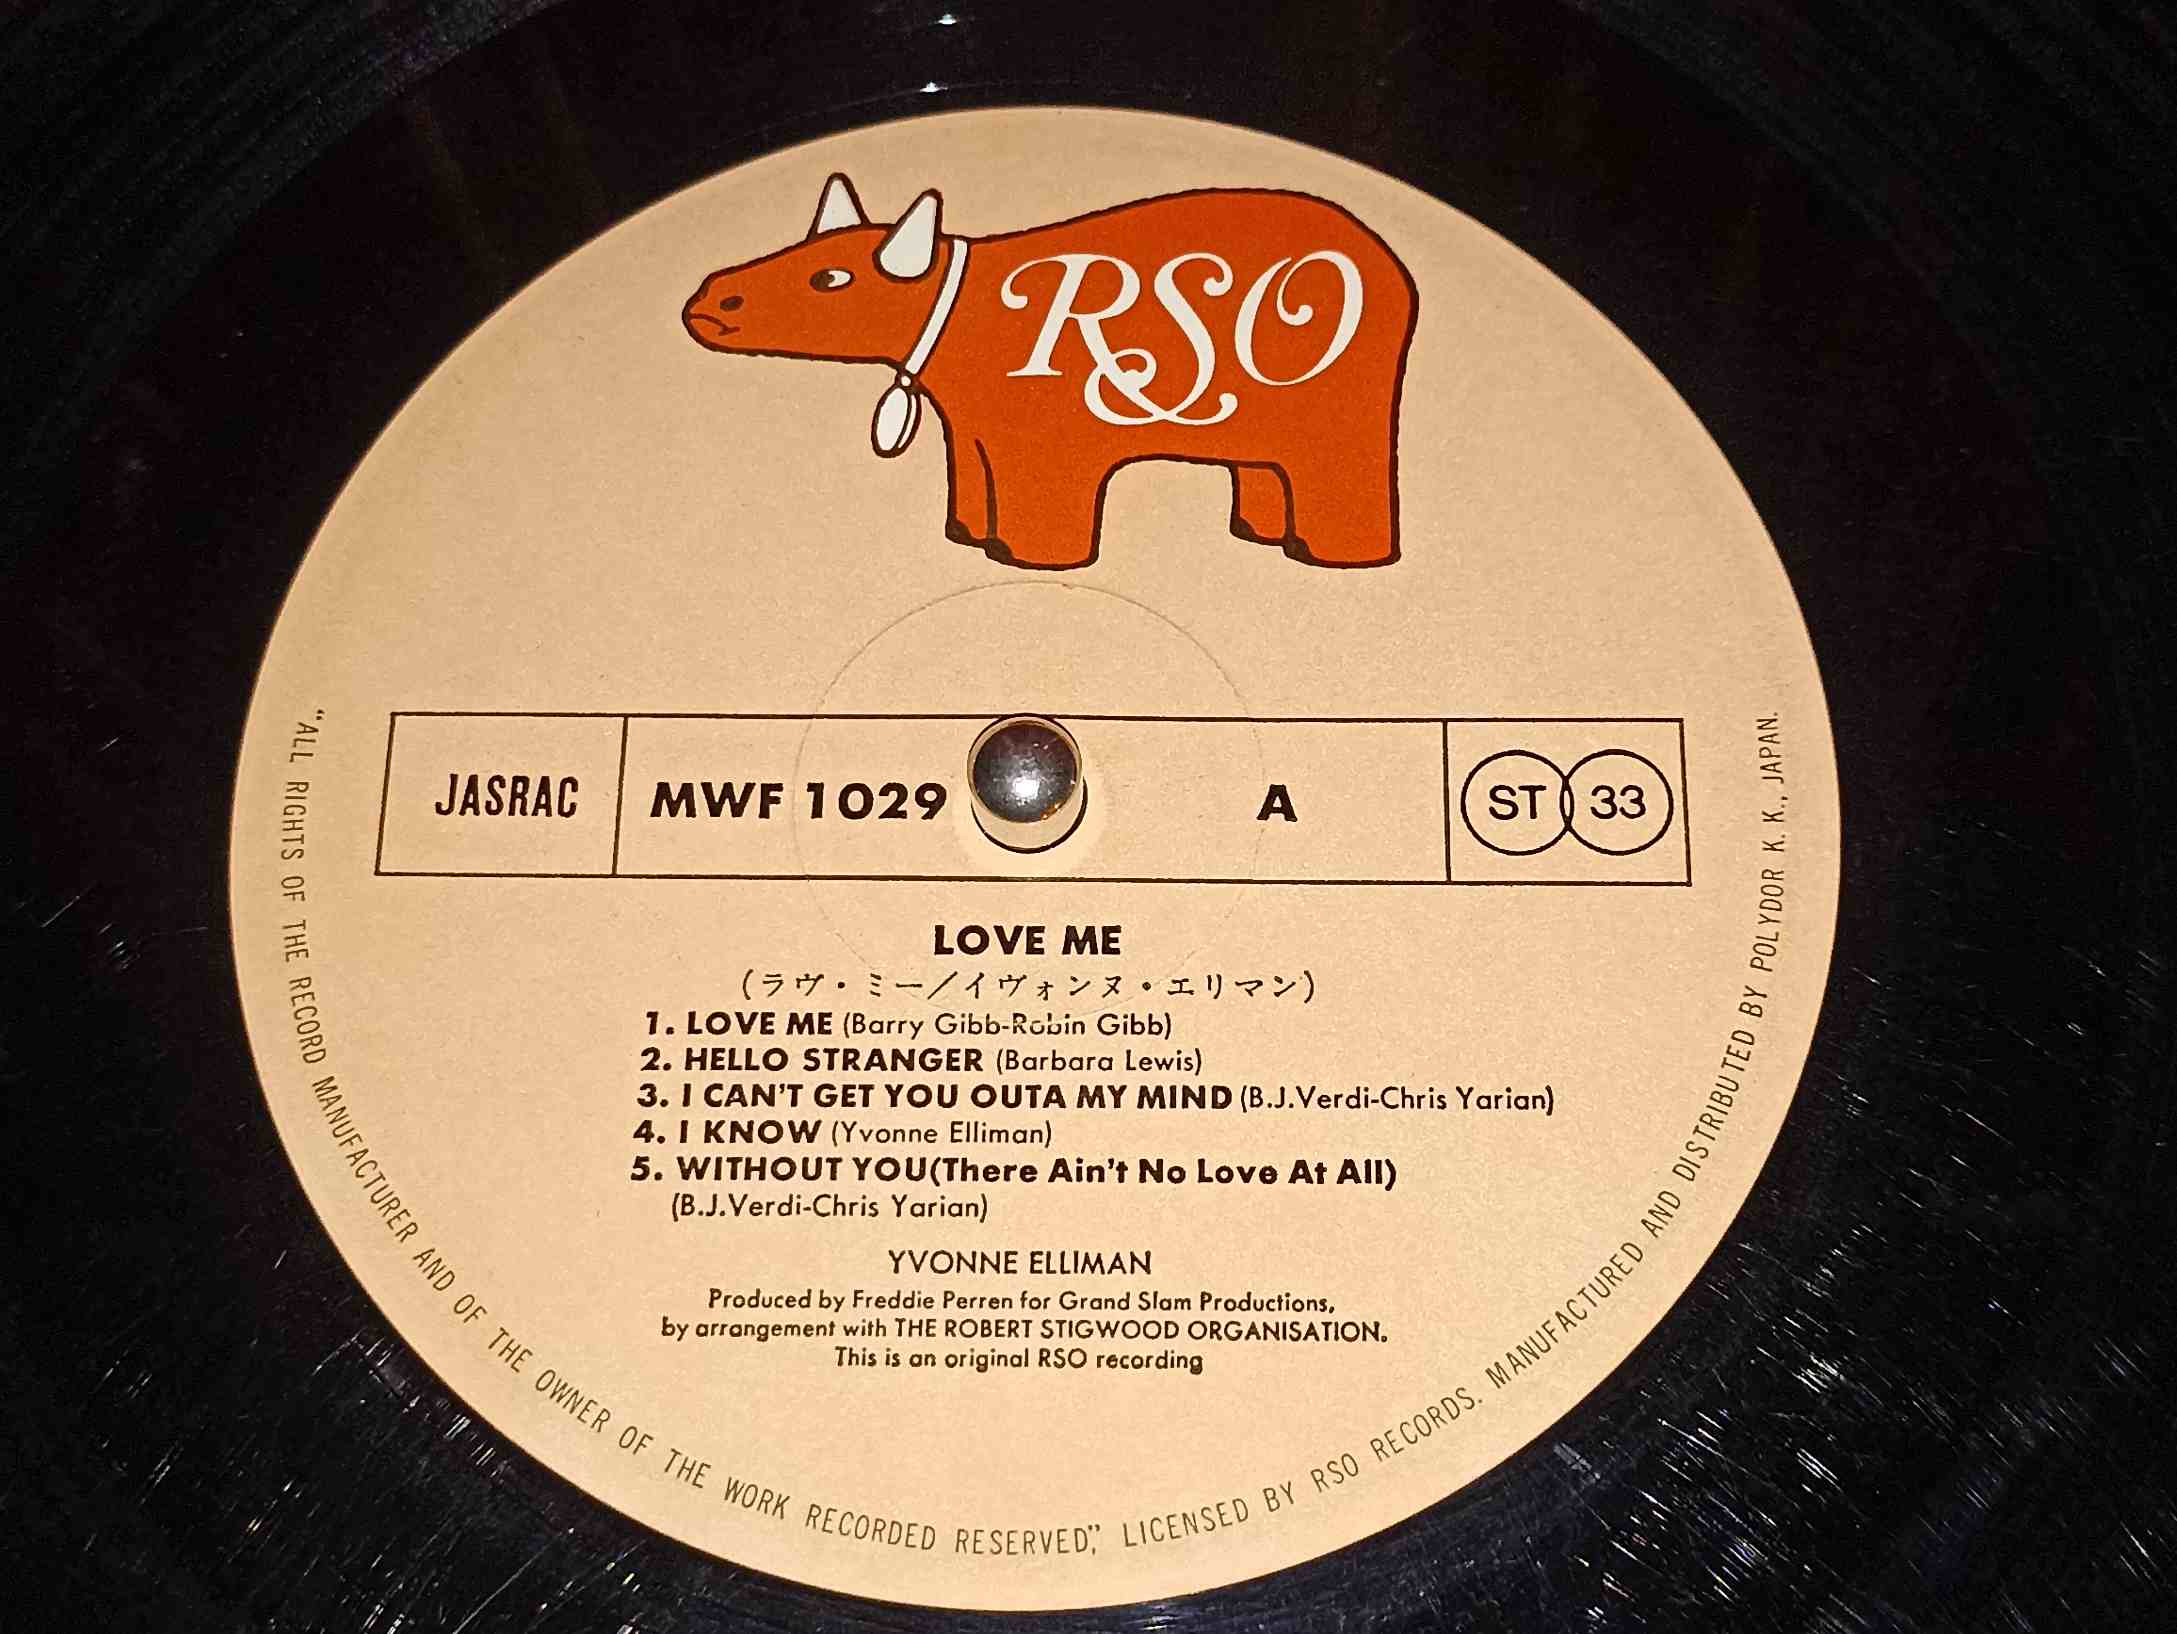 RSO
JASRAC
MWF 1029
A
ST 33
LOVE ME
(ラヴ・ミー/イヴォンヌ・エリマン)
1. LOVE ME (Barry Gibb-Robin Gibb)
2. HELLO STRANGER (Barbara Lewis)
3. I CAN'T GET YOU OUTA MY MIND (B.J.Verdi-Chris Yarian)
4. I KNOW (Yvonne Elliman)
5. WITHOUT YOU(There Ain't No Love At All)
(B.J.Verdi-Chris Yarian)
YVONNE ELLIMAN
Produced by Freddie Perren for Grand Slam Productions,
by arrangement with THE ROBERT STIGWOOD ORGANISATION.
This is an original RSO recording
"ALL RIGHTS OF THE RECORD MANUFACTURER AND OF THE OWNER OF THE WORK RECORDED RESERVED," LICENSED BY RSO RECORDS. MANUFACTURED AND DISTRIBUTED BY POLYDOR K. K., JAPAN.